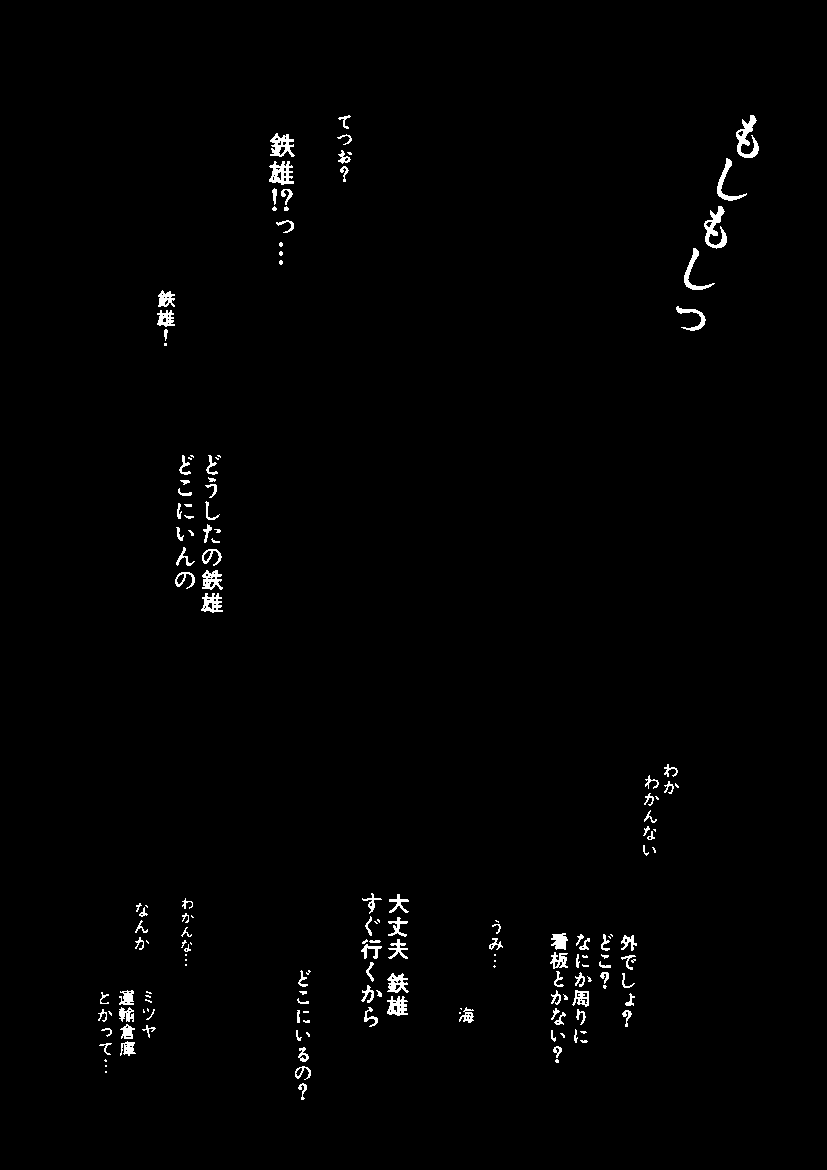 もしもしっ
てつお?
鉄雄!?っ…
鉄雄!
どうしたの鉄雄
どこにいんの
わか
わかんない
外でしょ?
どこ?
なにか周りに
看板とかない?
うみ…
海
大丈夫 鉄雄
すぐ行くから
どこにいるの?
わかんな…
なんか
ミツヤ
運輸倉庫
とかって…